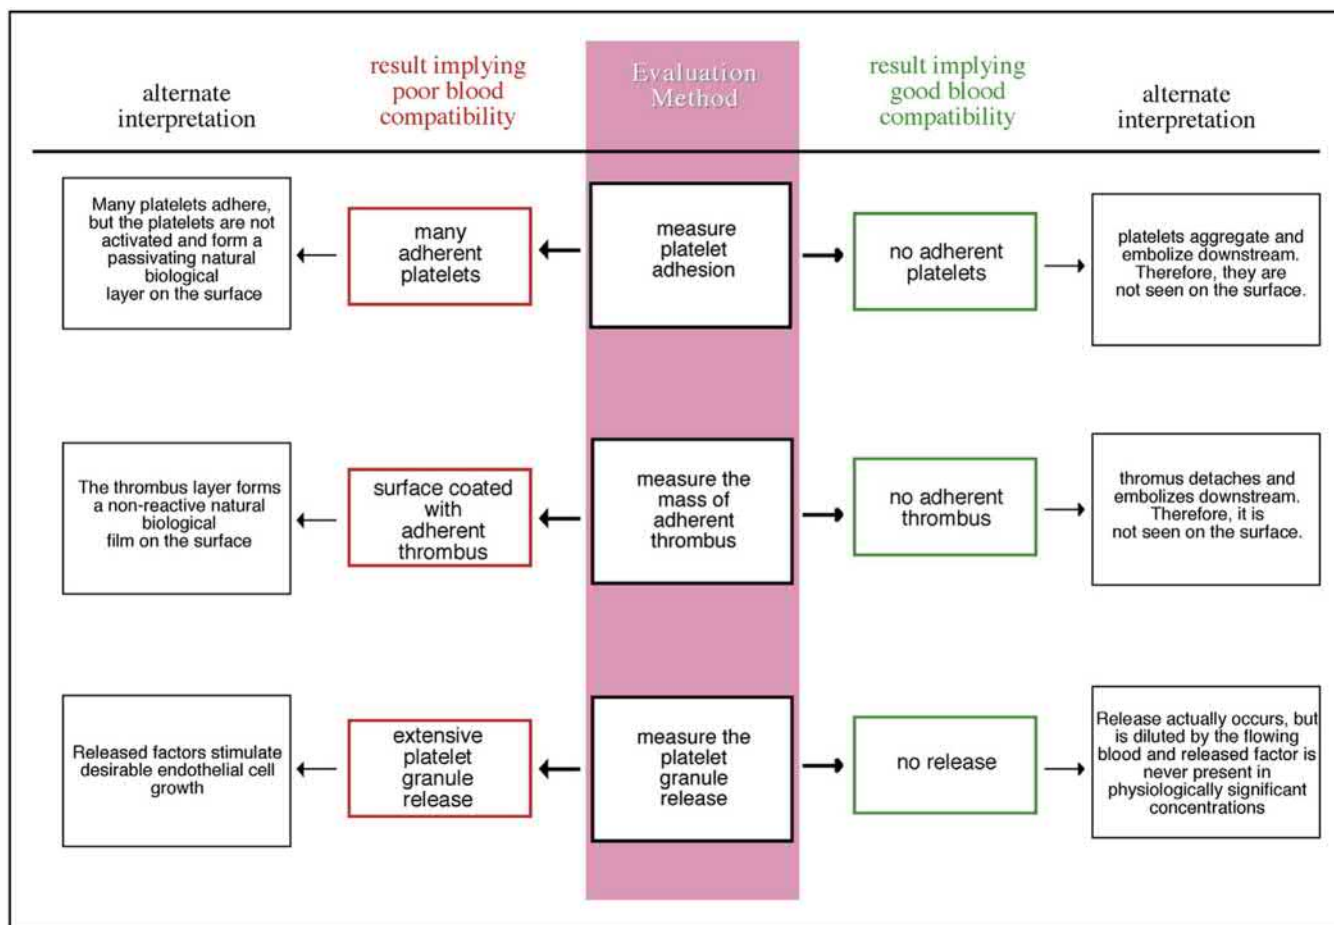 alternate
interpretation
result implying
poor blood
compatibility
Evaluation
Method
result implying
good blood
compatibility
alternate
interpretation
Many platelets adhere,
but the platelets are not
activated and form a
passivating natural
biological
layer on the surface
many
adherent
platelets
measure
platelet
adhesion
no adherent
platelets
platelets aggregate and
embolize downstream.
Therefore, they are
not seen on the surface.
The thrombus layer forms
a non-reactive natural
biological
film on the surface
surface coated
with
adherent
thrombus
measure the
mass of
adherent
thrombus
no adherent
thrombus
thromus detaches and
embolizes downstream.
Therefore, it is
not seen on the surface.
Released factors stimulate
desirable endothelial cell
growth
extensive
platelet
granule
release
measure the
platelet
granule
release
no release
Release actually occurs, but
is diluted by the flowing
blood and released factor is
never present in
physiologically significant
concentrations